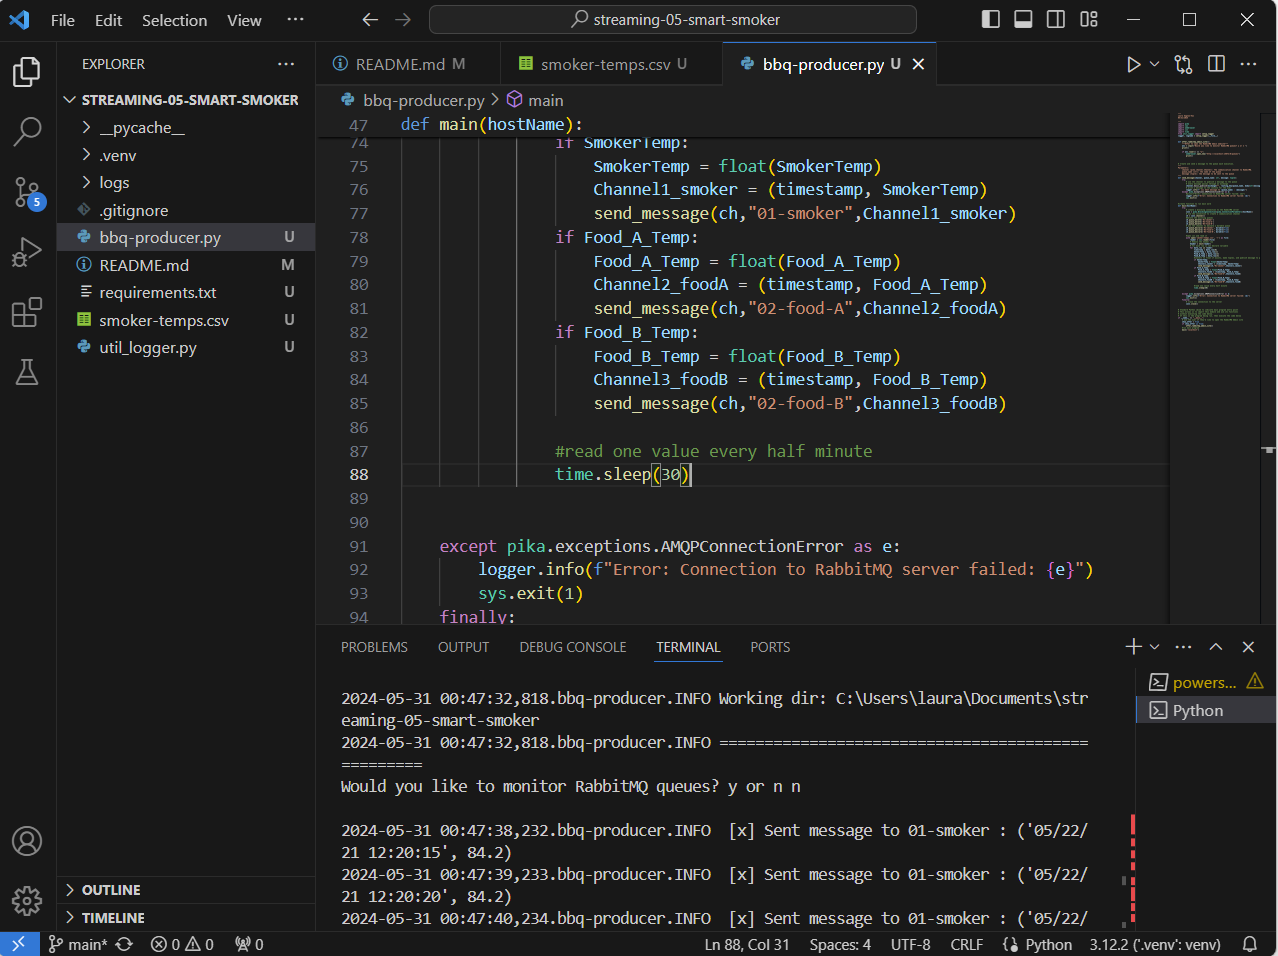 File Edit Selection View ··· streaming-05-smart-smoker
EXPLORER ···
README.md M smoker-temps.csv U bbq-producer.py U
STREAMING-05-SMART-SMOKER
__pycache__
.venv
logs
.gitignore
bbq-producer.py U
README.md M
requirements.txt U
smoker-temps.csv U
util_logger.py U
OUTLINE
TIMELINE
bbq-producer.py > main
47 def main(hostName):
74 if SmokerTemp:
75 SmokerTemp = float(SmokerTemp)
76 Channel1_smoker = (timestamp, SmokerTemp)
77 send_message(ch,"01-smoker",Channel1_smoker)
78 if Food_A_Temp:
79 Food_A_Temp = float(Food_A_Temp)
80 Channel2_foodA = (timestamp, Food_A_Temp)
81 send_message(ch,"02-food-A",Channel2_foodA)
82 if Food_B_Temp:
83 Food_B_Temp = float(Food_B_Temp)
84 Channel3_foodB = (timestamp, Food_B_Temp)
85 send_message(ch,"02-food-B",Channel3_foodB)
86
87 #read one value every half minute
88 time.sleep(30)
89
90
91 except pika.exceptions.AMQPConnectionError as e:
92 logger.info(f"Error: Connection to RabbitMQ server failed: {e}")
93 sys.exit(1)
94 finally:
PROBLEMS OUTPUT DEBUG CONSOLE TERMINAL PORTS
powers...
Python
2024-05-31 00:47:32,818.bbq-producer.INFO Working dir: C:\Users\laura\Documents\str
eaming-05-smart-smoker
2024-05-31 00:47:32,818.bbq-producer.INFO =========================================
=========
Would you like to monitor RabbitMQ queues? y or n n
2024-05-31 00:47:38,232.bbq-producer.INFO  [x] Sent message to 01-smoker : ('05/22/
21 12:20:15', 84.2)
2024-05-31 00:47:39,233.bbq-producer.INFO  [x] Sent message to 01-smoker : ('05/22/
21 12:20:20', 84.2)
2024-05-31 00:47:40,234.bbq-producer.INFO  [x] Sent message to 01-smoker : ('05/22/
5
main* 0 0 0 Ln 88, Col 31 Spaces: 4 UTF-8 CRLF Python 3.12.2 ('.venv': venv)